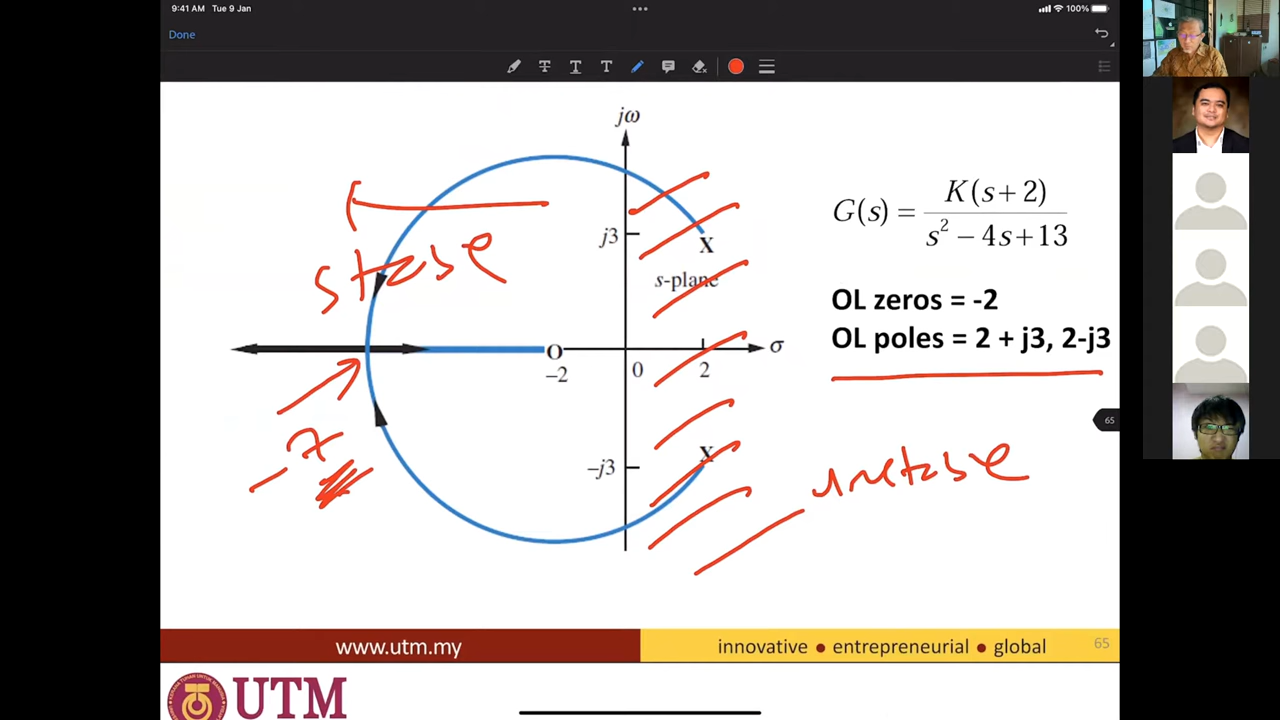 9:41 AM Tue 9 Jan
100%
Done
T T T
jω
G(s) = K(s+2) / s² − 4s+13
j3
X
stable
s-plane
OL zeros = -2
OL poles = 2 + j3, 2-j3
σ
O
−2
0
2
65
−7
−j3
X
unstable
www.utm.my
innovative ● entrepreneurial ● global
65
UTM